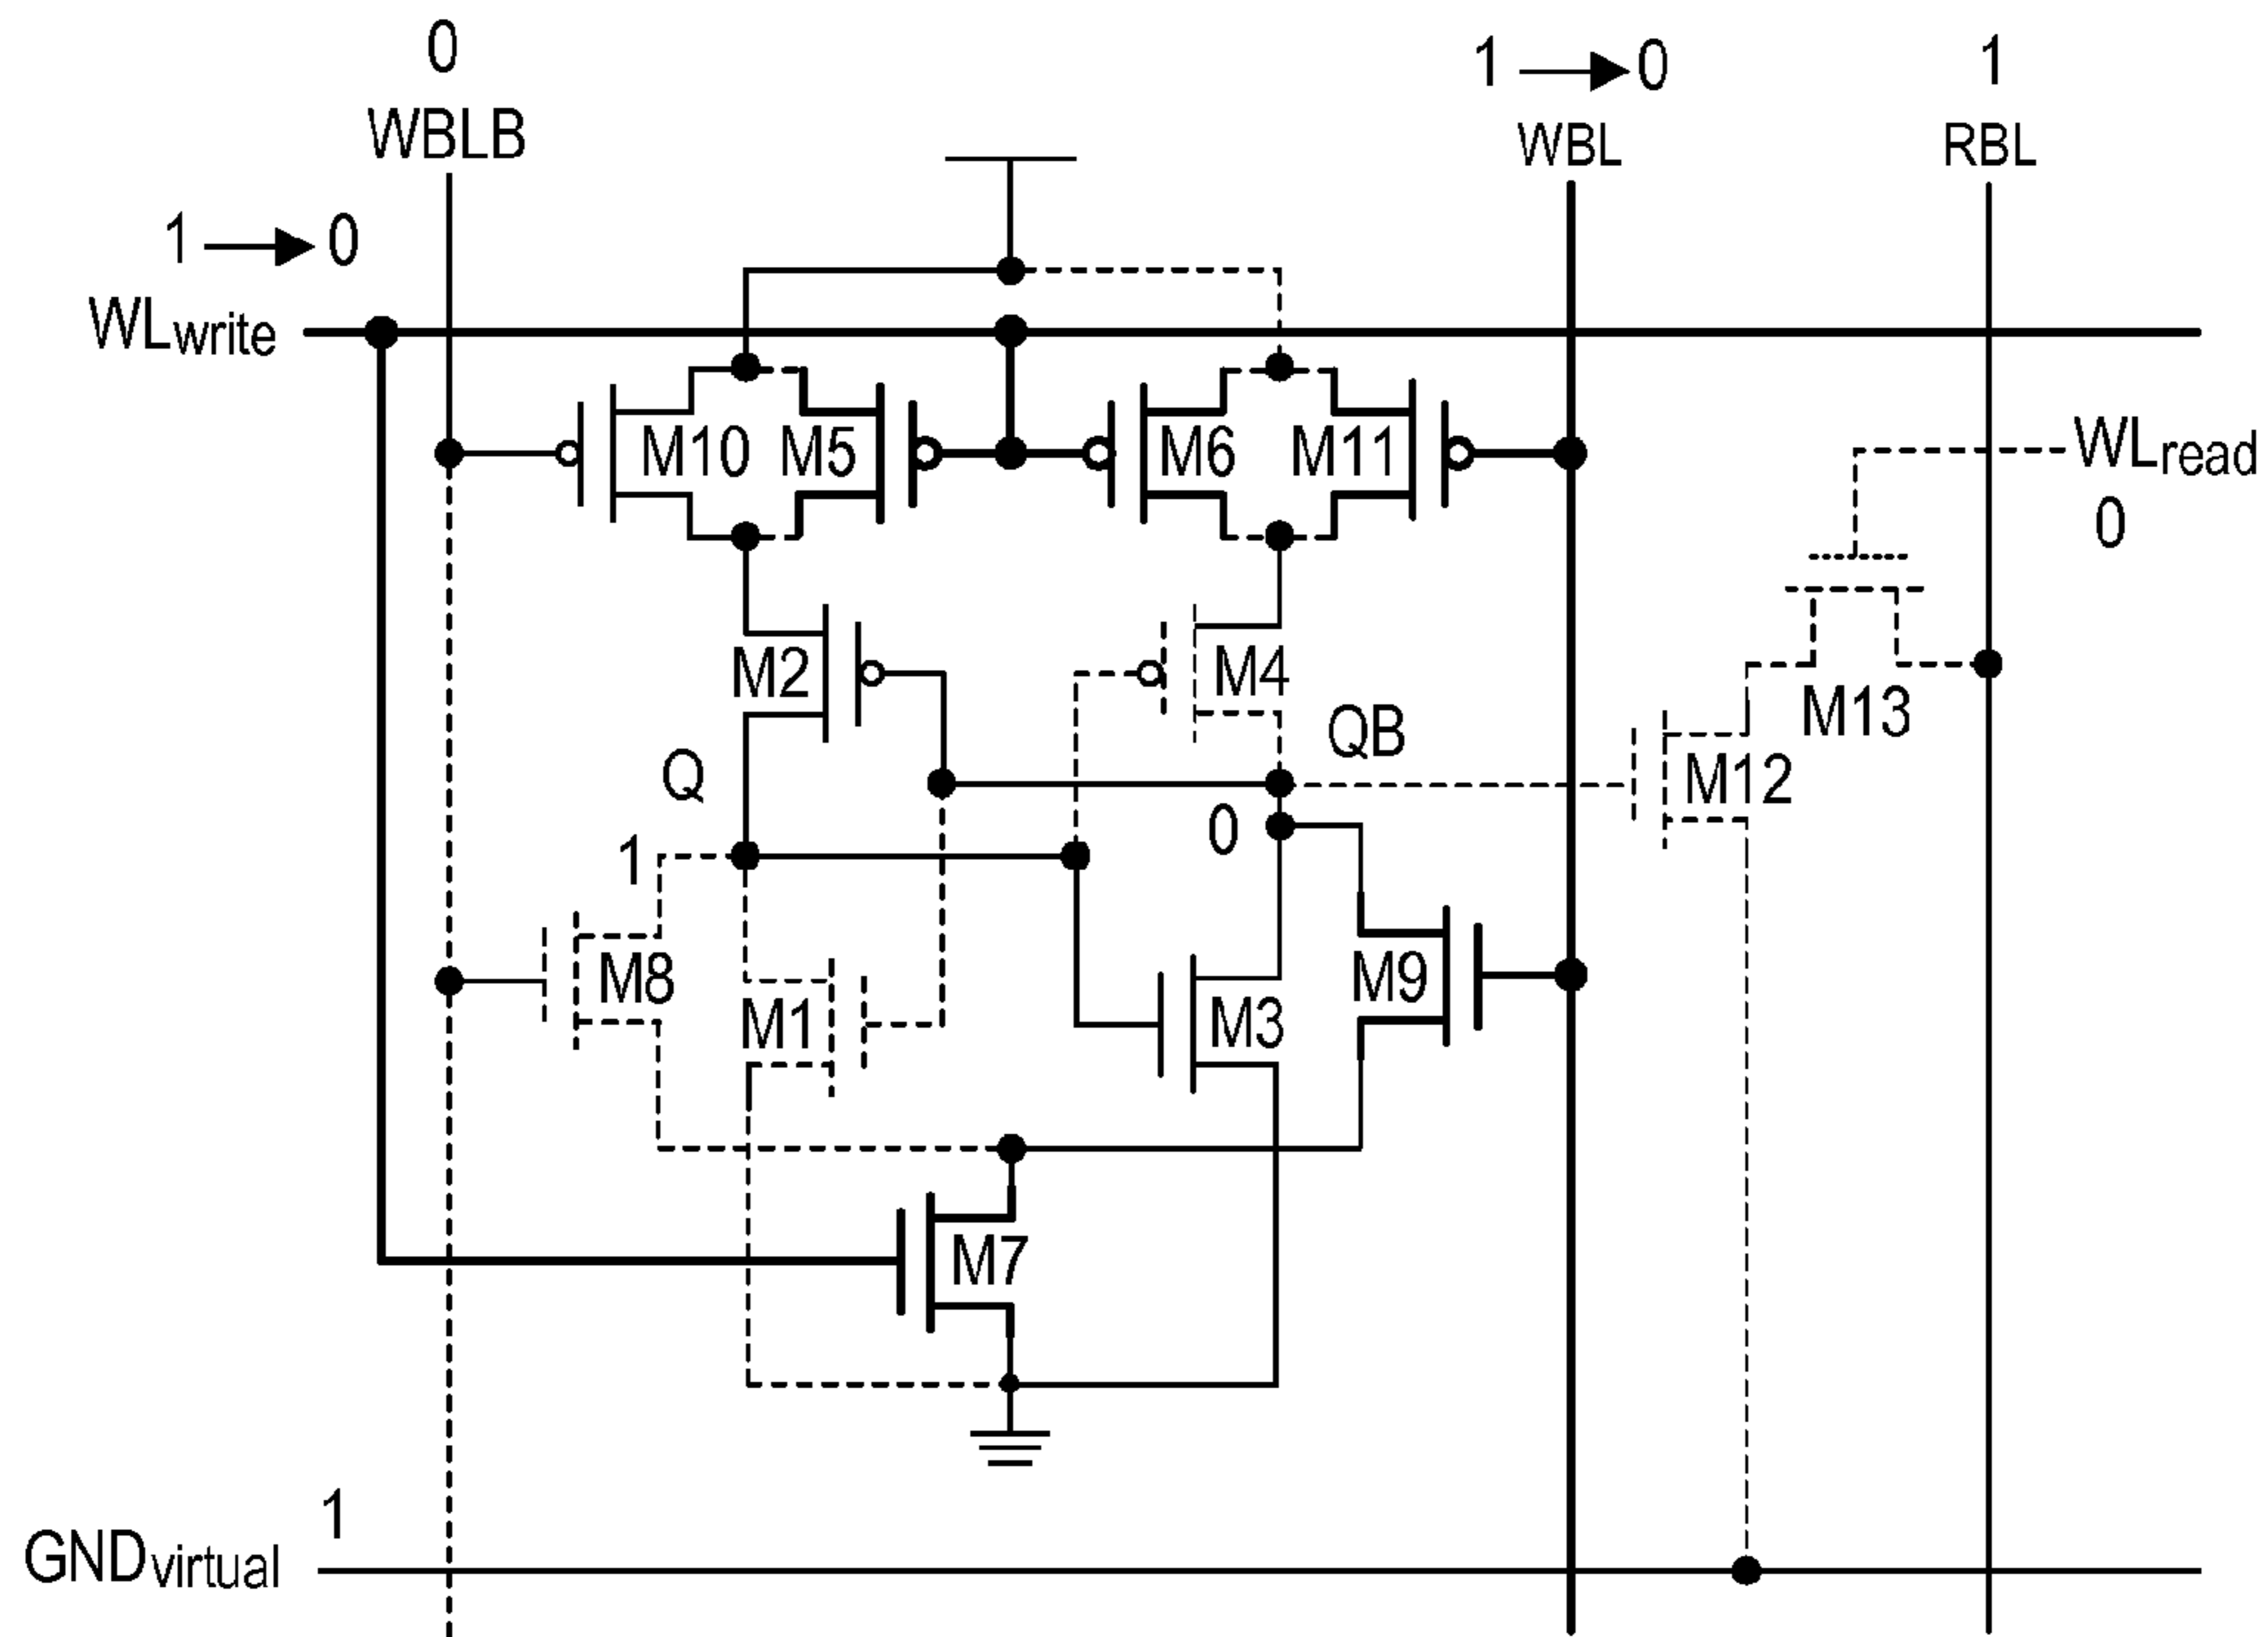 0
1 → 0
1
WBLB
WBL
RBL
1 → 0
WLwrite
M10
M5
M6
M11
WLread
0
M2
M4
M13
Q
QB
M12
1
0
M8
M1
M3
M9
M7
1
GNDvirtual